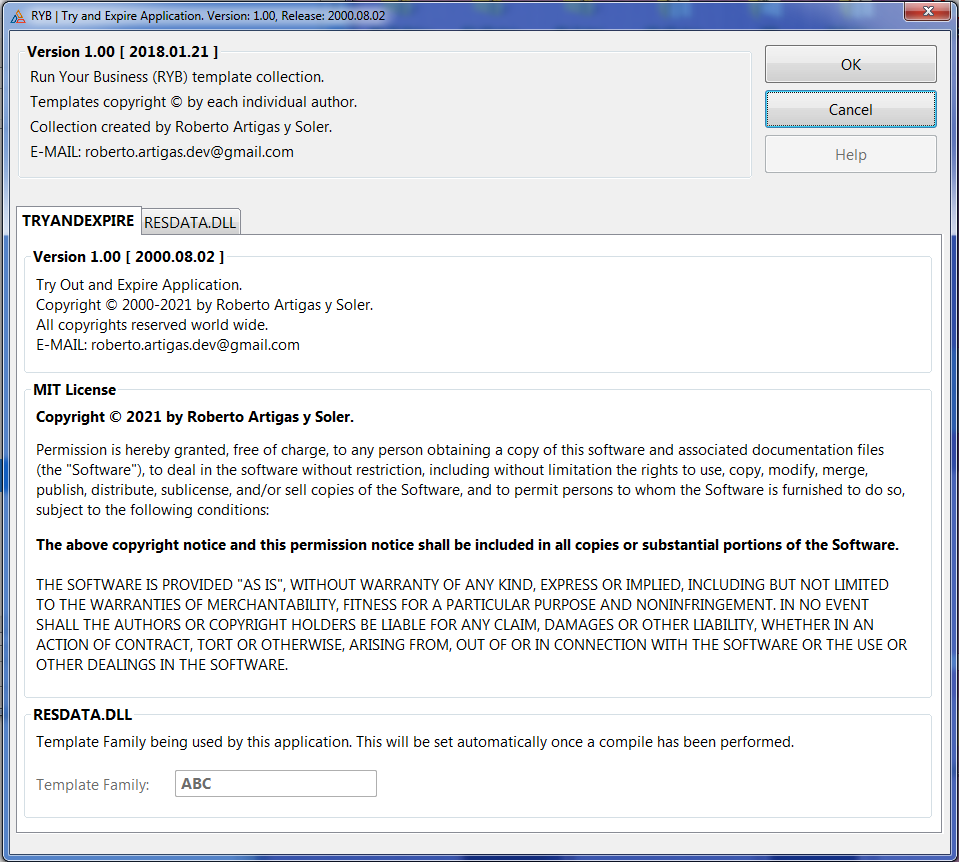 RYB | Try and Expire Application. Version: 1.00, Release: 2000.08.02
Version 1.00 [ 2018.01.21 ]
Run Your Business (RYB) template collection.
Templates copyright © by each individual author.
Collection created by Roberto Artigas y Soler.
E-MAIL: roberto.artigas.dev@gmail.com
OK
Cancel
Help
TRYANDEXPIRE
RESDATA.DLL
Version 1.00 [ 2000.08.02 ]
Try Out and Expire Application.
Copyright © 2000-2021 by Roberto Artigas y Soler.
All copyrights reserved world wide.
E-MAIL: roberto.artigas.dev@gmail.com
MIT License
Copyright © 2021 by Roberto Artigas y Soler.
Permission is hereby granted, free of charge, to any person obtaining a copy of this software and associated documentation files
(the "Software"), to deal in the software without restriction, including without limitation the rights to use, copy, modify, merge,
publish, distribute, sublicense, and/or sell copies of the Software, and to permit persons to whom the Software is furnished to do so,
subject to the following conditions:
The above copyright notice and this permission notice shall be included in all copies or substantial portions of the Software.
THE SOFTWARE IS PROVIDED "AS IS", WITHOUT WARRANTY OF ANY KIND, EXPRESS OR IMPLIED, INCLUDING BUT NOT LIMITED
TO THE WARRANTIES OF MERCHANTABILITY, FITNESS FOR A PARTICULAR PURPOSE AND NONINFRINGEMENT. IN NO EVENT
SHALL THE AUTHORS OR COPYRIGHT HOLDERS BE LIABLE FOR ANY CLAIM, DAMAGES OR OTHER LIABILITY, WHETHER IN AN
ACTION OF CONTRACT, TORT OR OTHERWISE, ARISING FROM, OUT OF OR IN CONNECTION WITH THE SOFTWARE OR THE USE OR
OTHER DEALINGS IN THE SOFTWARE.
RESDATA.DLL
Template Family being used by this application. This will be set automatically once a compile has been performed.
Template Family:
ABC